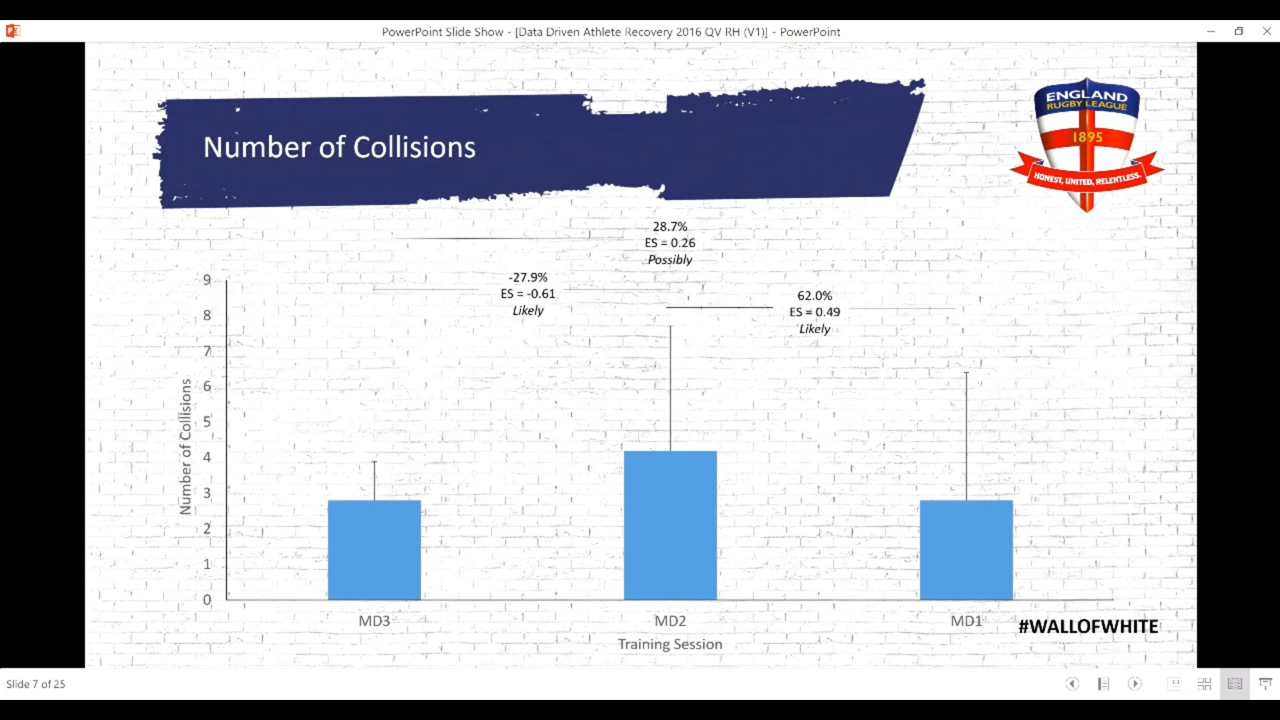 PowerPoint Slide Show - [Data Driven Athlete Recovery 2016 QV RH (V1)] - PowerPoint
Number of Collisions
ENGLAND
RUGBY LEAGUE
1895
HONEST, UNITED, RELENTLESS.
28.7%
ES = 0.26
Possibly
-27.9%
ES = -0.61
Likely
62.0%
ES = 0.49
Likely
9
8
7
6
5
4
3
2
1
0
Number of Collisions
MD3
MD2
MD1
Training Session
#WALLOFWHITE
Slide 7 of 25